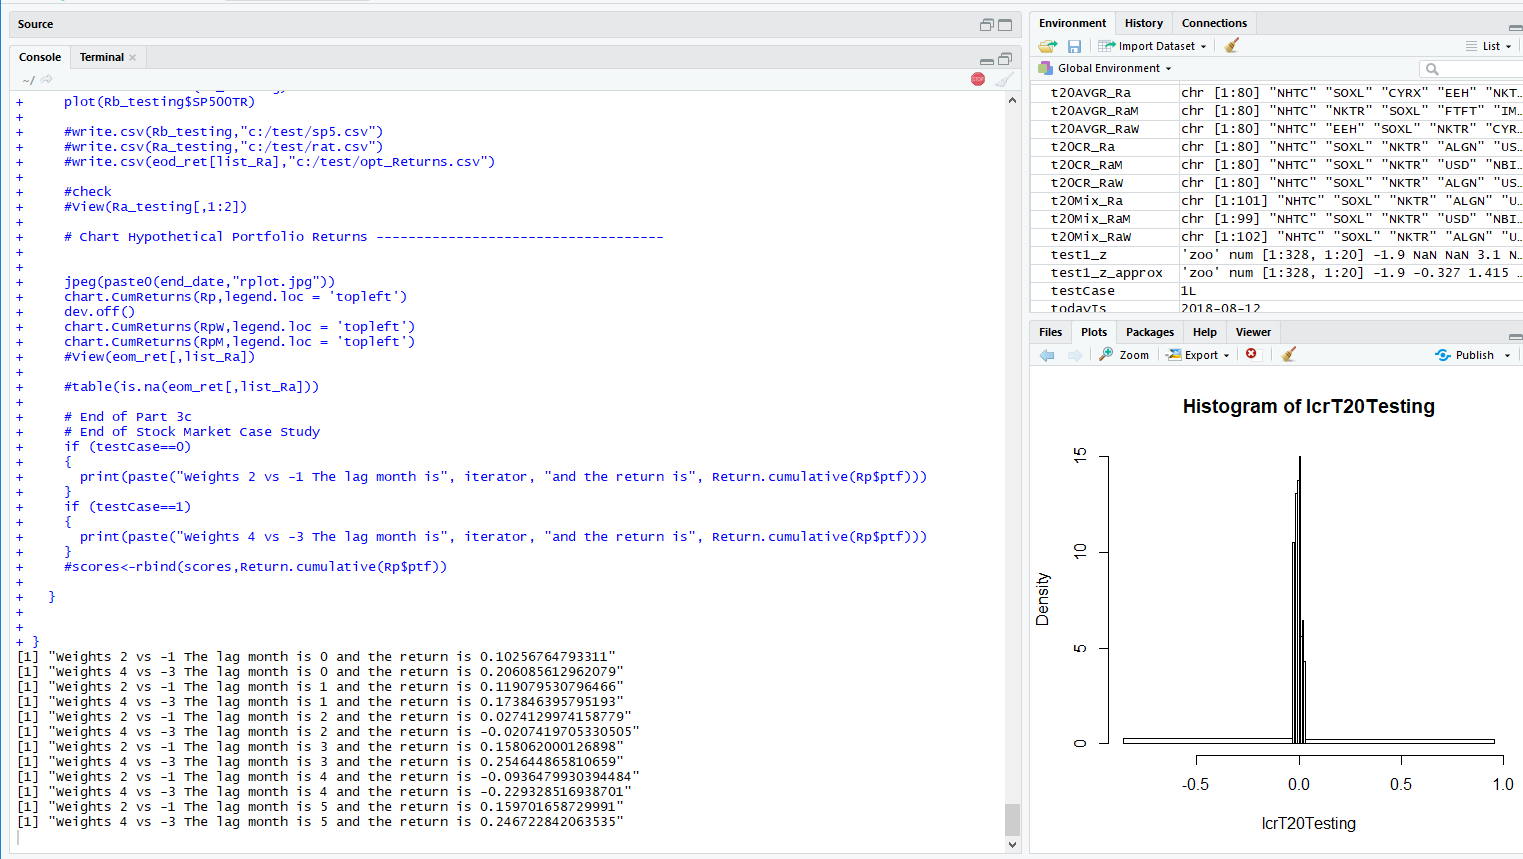 Source
Console Terminal
~/
+ plot(Rb_testing$SP500TR)
+
+ #write.csv(Rb_testing,"c:/test/sp5.csv")
+ #write.csv(Ra_testing,"c:/test/rat.csv")
+ #write.csv(eod_ret[list_Ra],"c:/test/opt_Returns.csv")
+
+ #check
+ #View(Ra_testing[,1:2])
+
+ # Chart Hypothetical Portfolio Returns ------------------------------------
+
+
+ jpeg(paste0(end_date,"rplot.jpg"))
+ chart.CumReturns(Rp,legend.loc = 'topleft')
+ dev.off()
+ chart.CumReturns(RpW,legend.loc = 'topleft')
+ chart.CumReturns(RpM,legend.loc = 'topleft')
+ #View(eom_ret[,list_Ra])
+
+ #table(is.na(eom_ret[,list_Ra]))
+
+ # End of Part 3c
+ # End of Stock Market Case Study
+ if (testCase==0)
+ {
+ print(paste("Weights 2 vs -1 The lag month is", iterator, "and the return is", Return.cumulative(Rp$ptf)))
+ }
+ if (testCase==1)
+ {
+ print(paste("Weights 4 vs -3 The lag month is", iterator, "and the return is", Return.cumulative(Rp$ptf)))
+ }
+ #scores<-rbind(scores,Return.cumulative(Rp$ptf))
+
+ }
+
+
+ }
[1] "Weights 2 vs -1 The lag month is 0 and the return is 0.10256764793311"
[1] "Weights 4 vs -3 The lag month is 0 and the return is 0.206085612962079"
[1] "Weights 2 vs -1 The lag month is 1 and the return is 0.119079530796466"
[1] "Weights 4 vs -3 The lag month is 1 and the return is 0.173846395795193"
[1] "Weights 2 vs -1 The lag month is 2 and the return is 0.0274129974158779"
[1] "Weights 4 vs -3 The lag month is 2 and the return is -0.0207419705330505"
[1] "Weights 2 vs -1 The lag month is 3 and the return is 0.158062000126898"
[1] "Weights 4 vs -3 The lag month is 3 and the return is 0.254644865810659"
[1] "Weights 2 vs -1 The lag month is 4 and the return is -0.0936479930394484"
[1] "Weights 4 vs -3 The lag month is 4 and the return is -0.229328516938701"
[1] "Weights 2 vs -1 The lag month is 5 and the return is 0.159701658729991"
[1] "Weights 4 vs -3 The lag month is 5 and the return is 0.246722842063535"
Environment History Connections
Import Dataset List
Global Environment
t20AVGR_Ra chr [1:80] "NHTC" "SOXL" "CYRX" "EEH" "NKT…
t20AVGR_RaM chr [1:80] "NHTC" "NKTR" "SOXL" "FTFT" "IM…
t20AVGR_RaW chr [1:80] "NHTC" "EEH" "SOXL" "NKTR" "CYR…
t20CR_Ra chr [1:80] "NHTC" "SOXL" "NKTR" "ALGN" "US…
t20CR_RaM chr [1:80] "NHTC" "SOXL" "NKTR" "USD" "NBI…
t20CR_RaW chr [1:80] "NHTC" "SOXL" "NKTR" "ALGN" "US…
t20Mix_Ra chr [1:101] "NHTC" "SOXL" "NKTR" "ALGN" "U…
t20Mix_RaM chr [1:99] "NHTC" "SOXL" "NKTR" "USD" "NBI…
t20Mix_RaW chr [1:102] "NHTC" "SOXL" "NKTR" "ALGN" "U…
test1_z 'zoo' num [1:328, 1:20] -1.9 NaN NaN 3.1 N…
test1_z_approx 'zoo' num [1:328, 1:20] -1.9 -0.327 1.415 …
testCase 1L
todayIs 2018-08-12
Files Plots Packages Help Viewer
Zoom Export Publish
Histogram of lcrT20Testing
Density
15
10
5
0
-0.5 0.0 0.5 1.0
lcrT20Testing